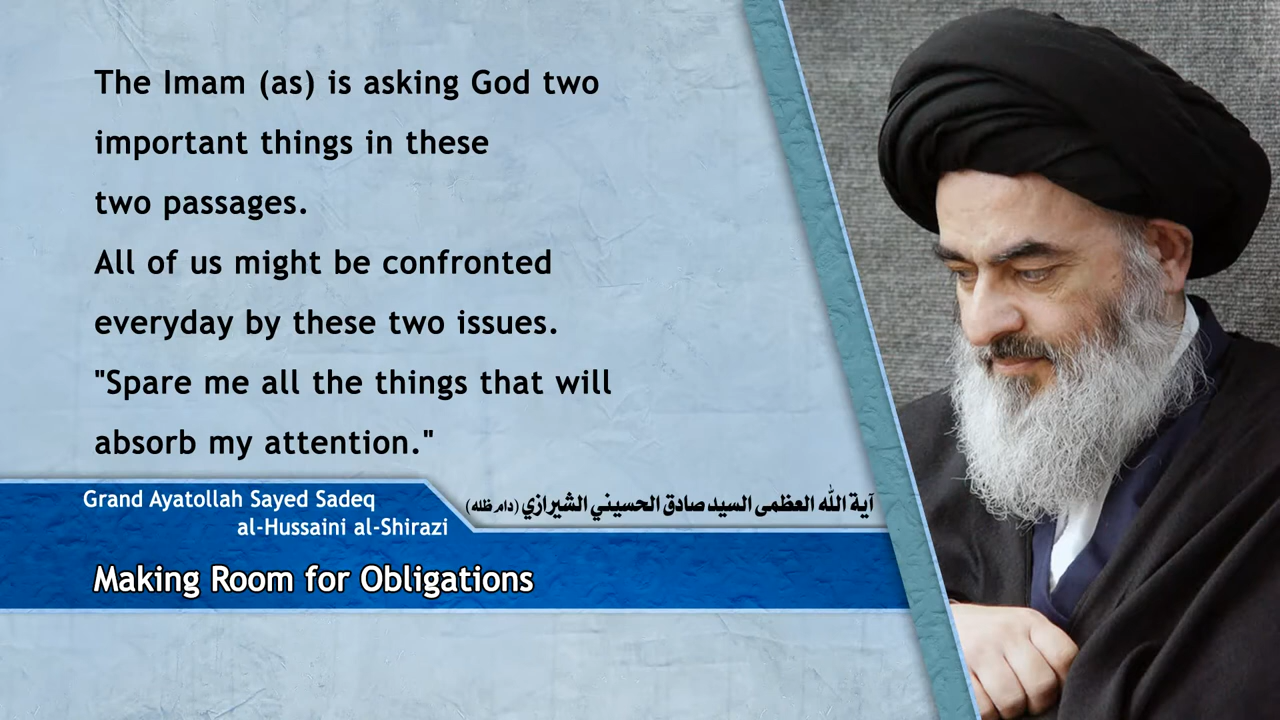 The Imam (as) is asking God two
important things in these
two passages.
All of us might be confronted
everyday by these two issues.
"Spare me all the things that will
absorb my attention."
Grand Ayatollah Sayed Sadeq
al-Hussaini al-Shirazi
آية الله العظمى السيد صادق الحسيني الشيرازي (دام ظله)
Making Room for Obligations